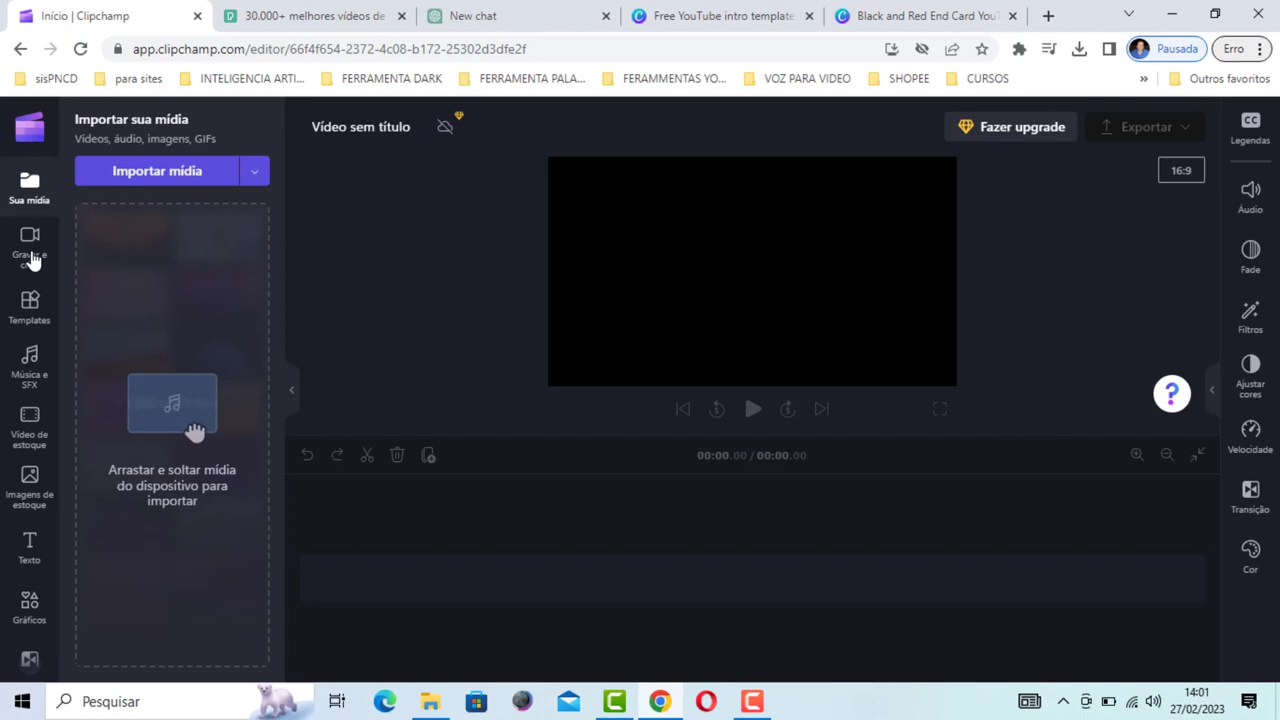 Início | Clipchamp
30.000+ melhores vídeos de
New chat
Free YouTube intro template
Black and Red End Card You
app.clipchamp.com/editor/66f4f654-2372-4c08-b172-25302d3dfe2f
Pausada
Erro
sisPNCD
para sites
INTELIGENCIA ARTI...
FERRAMENTA DARK
FERRAMENTA PALA...
FERAMMENTAS YO...
VOZ PARA VIDEO
SHOPEE
CURSOS
»
Outros favoritos
Importar sua mídia
Vídeos, áudio, imagens, GIFs
Importar mídia
Vídeo sem título
Fazer upgrade
Exportar
16:9
Sua mídia
Gravar e
Templates
Música e
SFX
Vídeo de
estoque
Imagens de
estoque
Texto
Gráficos
Arrastar e soltar mídia
do dispositivo para
importar
00:00.00 / 00:00.00
?
Legendas
Áudio
Fade
Filtros
Ajustar
cores
Velocidade
Transição
Cor
Pesquisar
14:01
27/02/2023